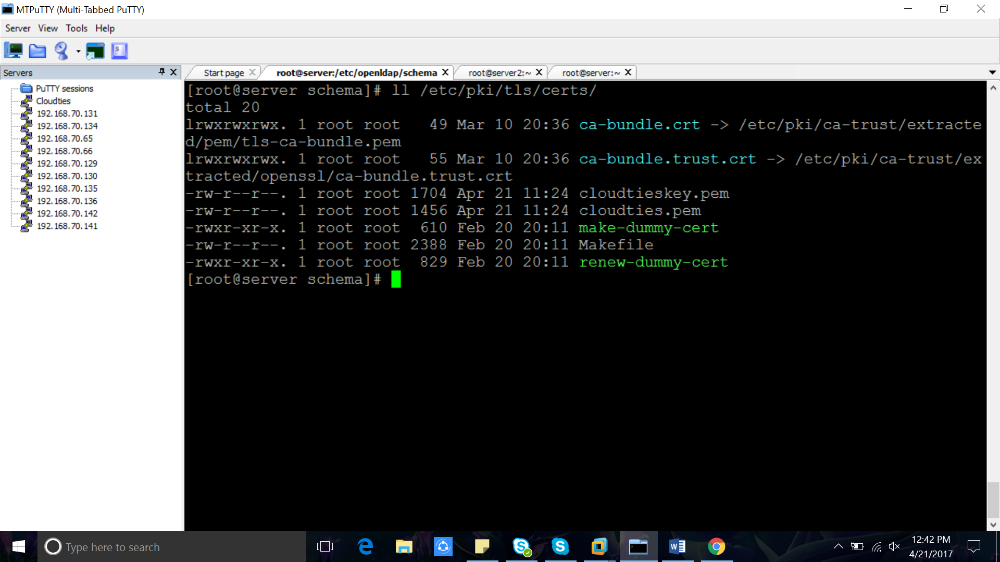 MTPuTTY (Multi-Tabbed PuTTY)
Server View Tools Help
Servers
PuTTY sessions
Cloudties
192.168.70.131
192.168.70.134
192.168.70.65
192.168.70.66
192.168.70.129
192.168.70.130
192.168.70.135
192.168.70.136
192.168.70.142
192.168.70.141
Start page root@server:/etc/openldap/schema root@server2:~ root@server:~
[root@server schema]# ll /etc/pki/tls/certs/
total 20
lrwxrwxrwx. 1 root root   49 Mar 10 20:36 ca-bundle.crt -> /etc/pki/ca-trust/extracte
d/pem/tls-ca-bundle.pem
lrwxrwxrwx. 1 root root   55 Mar 10 20:36 ca-bundle.trust.crt -> /etc/pki/ca-trust/ex
tracted/openssl/ca-bundle.trust.crt
-rw-r--r--. 1 root root 1704 Apr 21 11:24 cloudtieskey.pem
-rw-r--r--. 1 root root 1456 Apr 21 11:24 cloudties.pem
-rwxr-xr-x. 1 root root  610 Feb 20 20:11 make-dummy-cert
-rw-r--r--. 1 root root 2388 Feb 20 20:11 Makefile
-rwxr-xr-x. 1 root root  829 Feb 20 20:11 renew-dummy-cert
[root@server schema]#
Type here to search
12:42 PM
4/21/2017